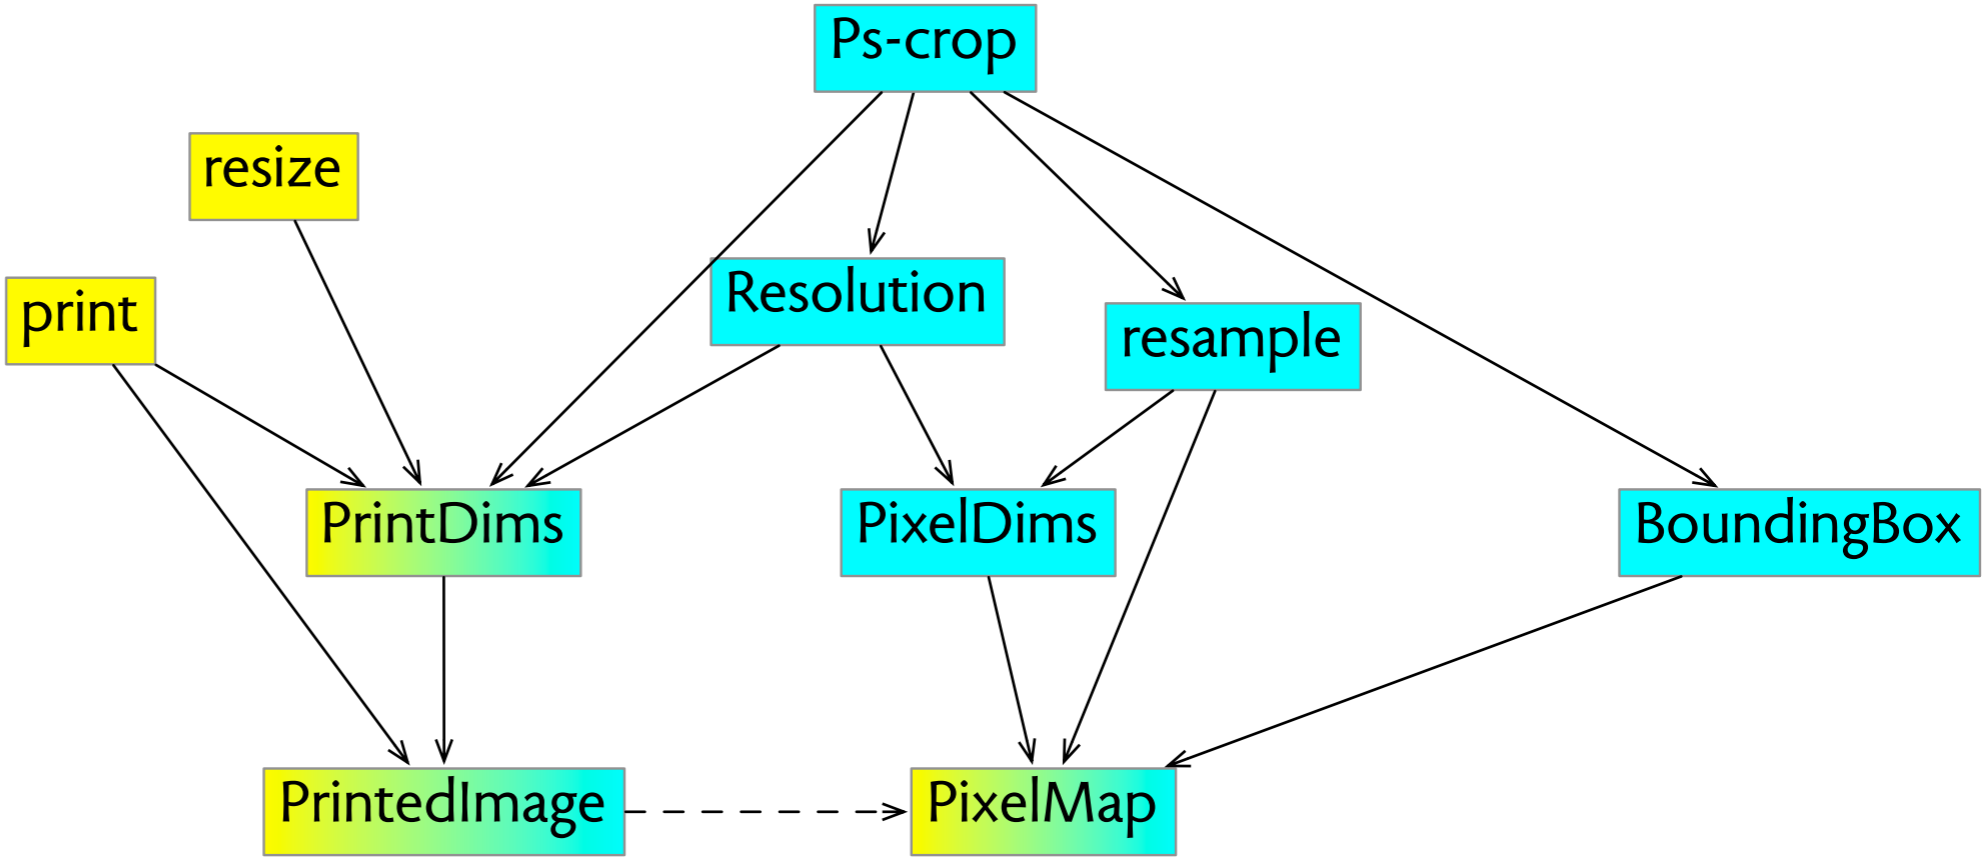 Ps-crop
resize
print
Resolution
resample
PrintDims
PixelDims
BoundingBox
PrintedImage
PixelMap